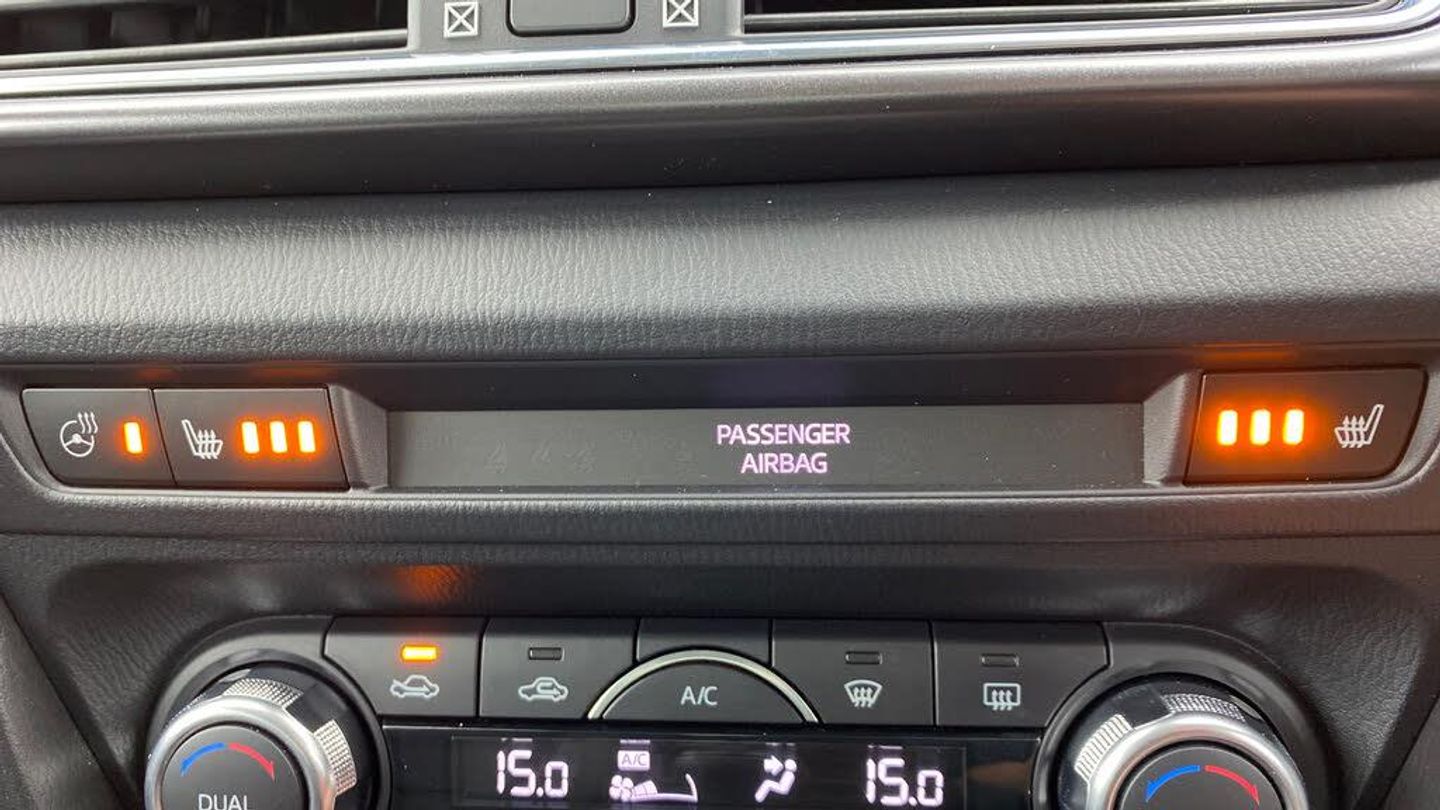 PASSENGER
AIRBAG
A/C
15.0
A/C
15.0
DUAL